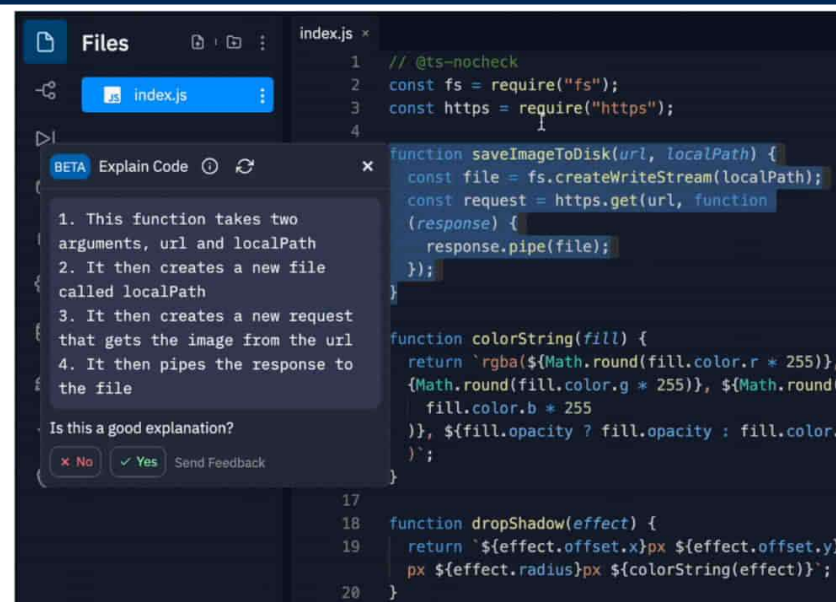 Files
index.js
BETA Explain Code
1. This function takes two
arguments, url and localPath
2. It then creates a new file
called localPath
3. It then creates a new request
that gets the image from the url
4. It then pipes the response to
the file
Is this a good explanation?
× No ✓ Yes Send Feedback
index.js ×
1 // @ts-nocheck
2 const fs = require("fs");
3 const https = require("https");
4
function saveImageToDisk(url, localPath) {
const file = fs.createWriteStream(localPath);
const request = https.get(url, function
(response) {
response.pipe(file);
});
}
function colorString(fill) {
return `rgba(${Math.round(fill.color.r * 255)},
{Math.round(fill.color.g * 255)}, ${Math.round(
fill.color.b * 255
)}, ${fill.opacity ? fill.opacity : fill.color.
)`;
}
17
18 function dropShadow(effect) {
19 return `${effect.offset.x}px ${effect.offset.y}
px ${effect.radius}px ${colorString(effect)}`;
20 }